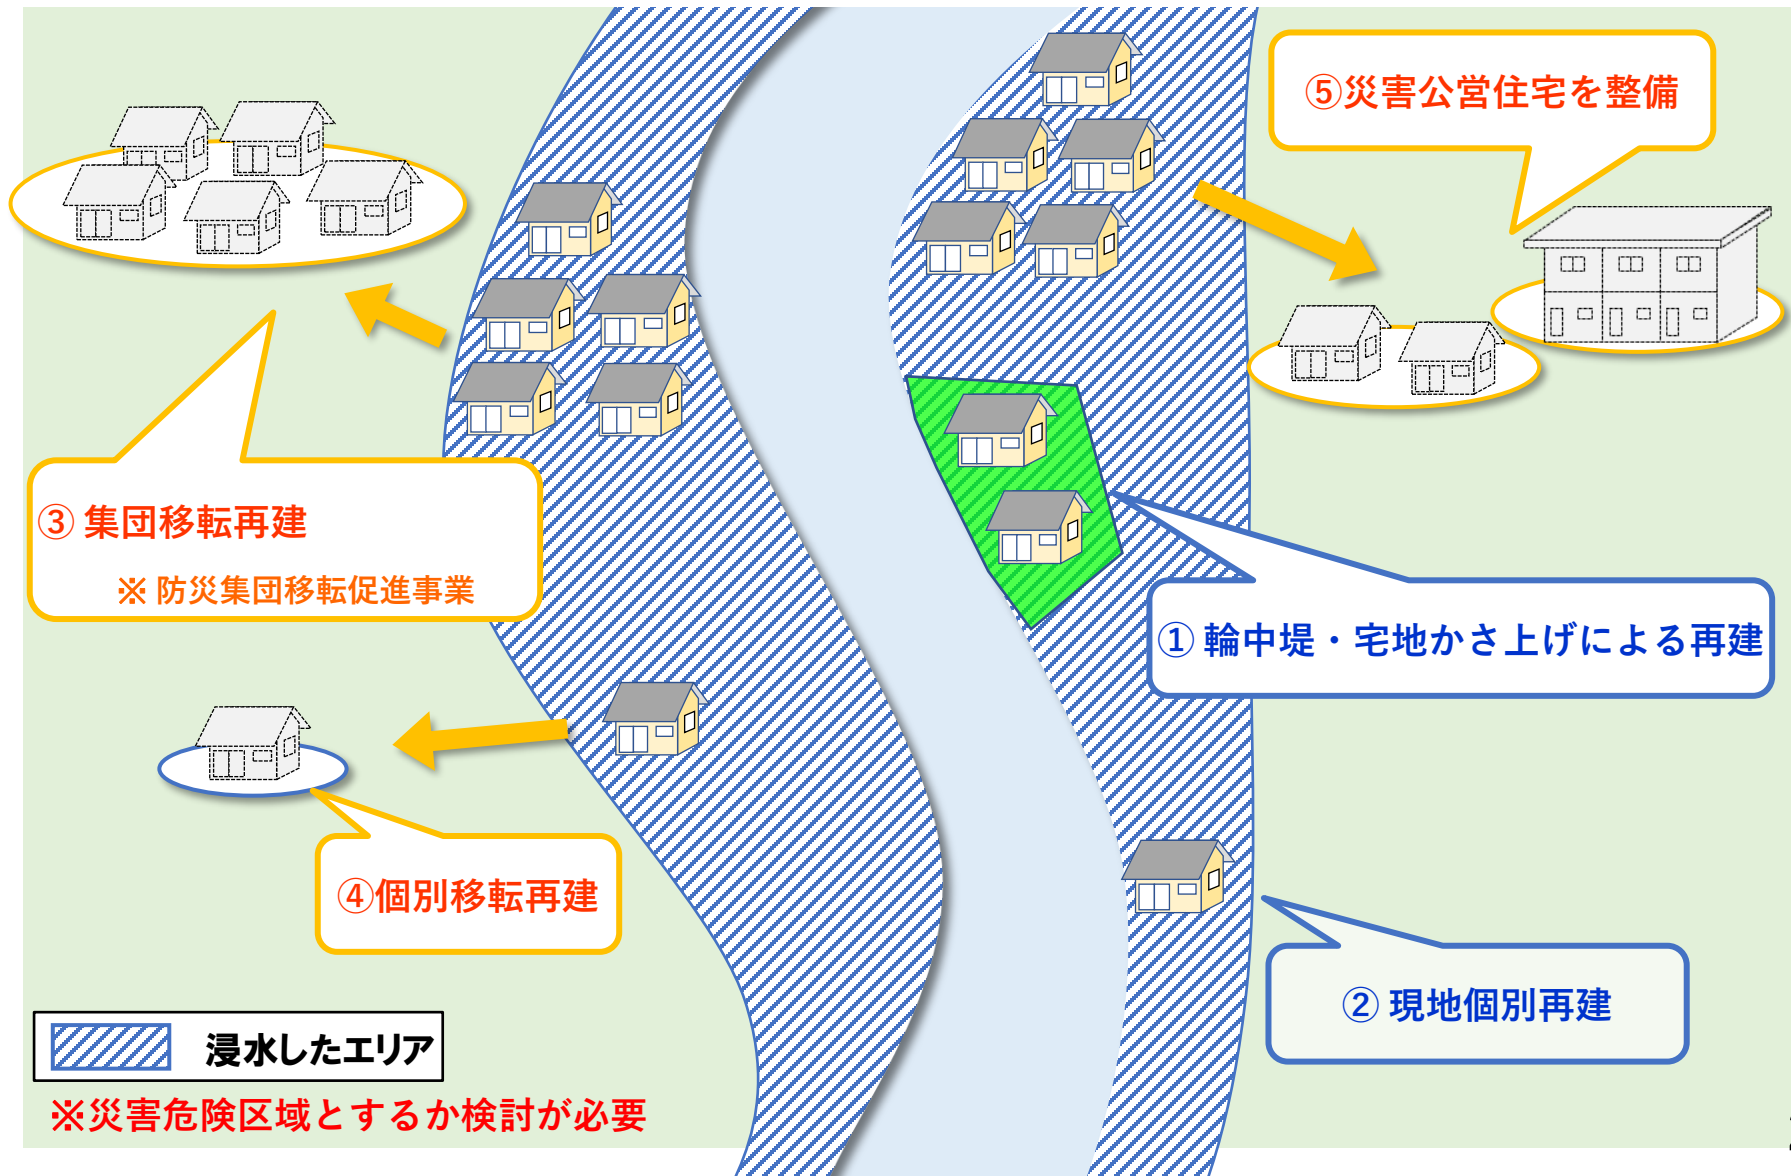 ⑤災害公営住宅を整備
③ 集団移転再建
※ 防災集団移転促進事業
① 輪中堤・宅地かさ上げによる再建
④個別移転再建
② 現地個別再建
浸水したエリア
※災害危険区域とするか検討が必要